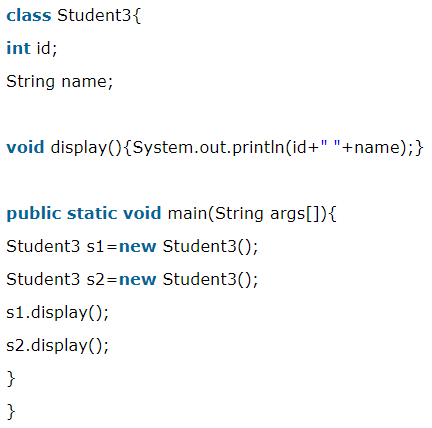 class Student3{
int id;
String name;
void display(){System.out.println(id+" "+name);}
public static void main(String args[]){
Student3 s1=new Student3();
Student3 s2=new Student3();
s1.display();
s2.display();
}
}